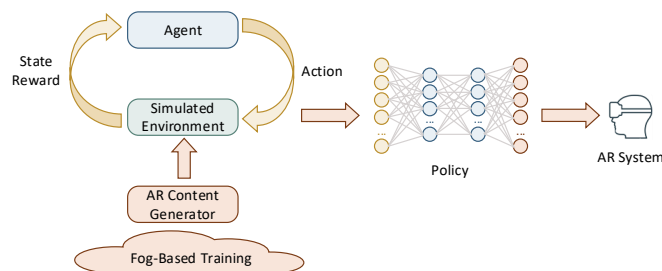 Agent
State
Reward
Action
Simulated
Environment
...
...
...
...
Policy
AR System
AR Content
Generator
Fog-Based Training